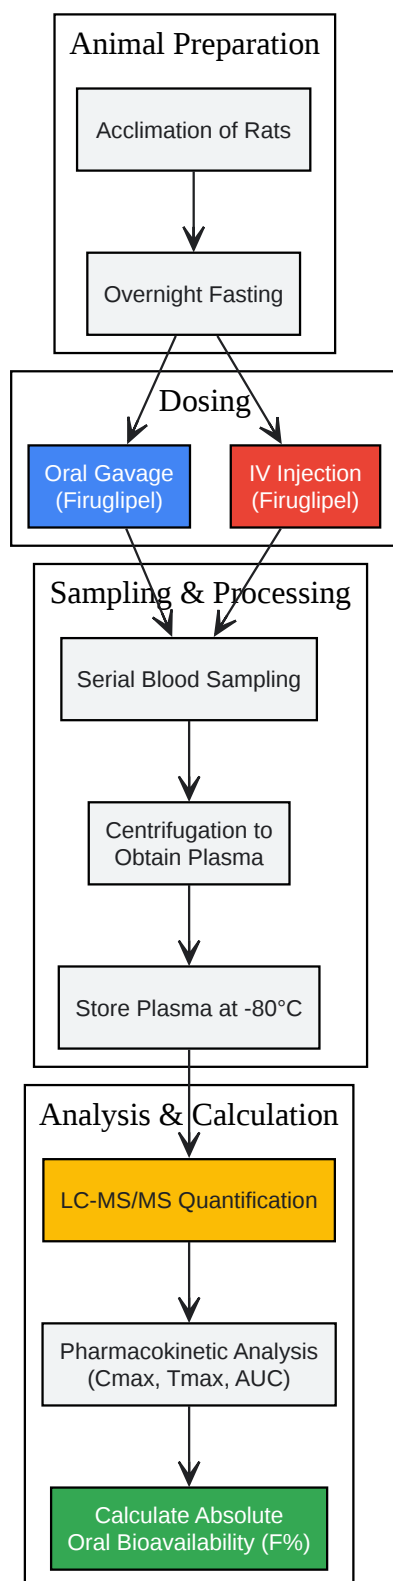 Animal Preparation
Acclimation of Rats
Overnight Fasting
Dosing
Oral Gavage
(Firuglipel)
IV Injection
(Firuglipel)
Sampling & Processing
Serial Blood Sampling
Centrifugation to
Obtain Plasma
Store Plasma at -80°C
Analysis & Calculation
LC-MS/MS Quantification
Pharmacokinetic Analysis
(Cmax, Tmax, AUC)
Calculate Absolute
Oral Bioavailability (F%)